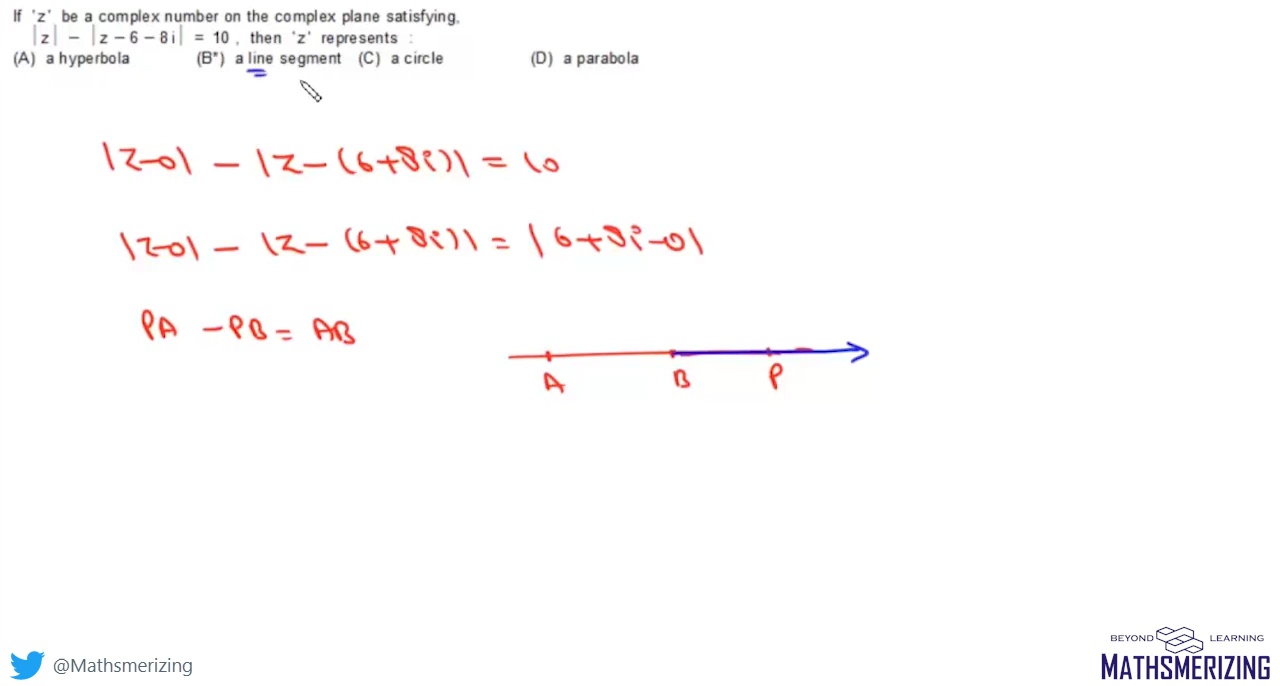 If 'z' be a complex number on the complex plane satisfying,
|z| – |z – 6 – 8i| = 10, then 'z' represents :
(A) a hyperbola (B*) a line segment (C) a circle (D) a parabola
|z-0| - |z-(6+8i)| = 10
|z-0| - |z-(6+8i)| = |6+8i-0|
PA - PB = AB
A B P
@Mathsmerizing
BEYOND LEARNING
MATHSMERIZING